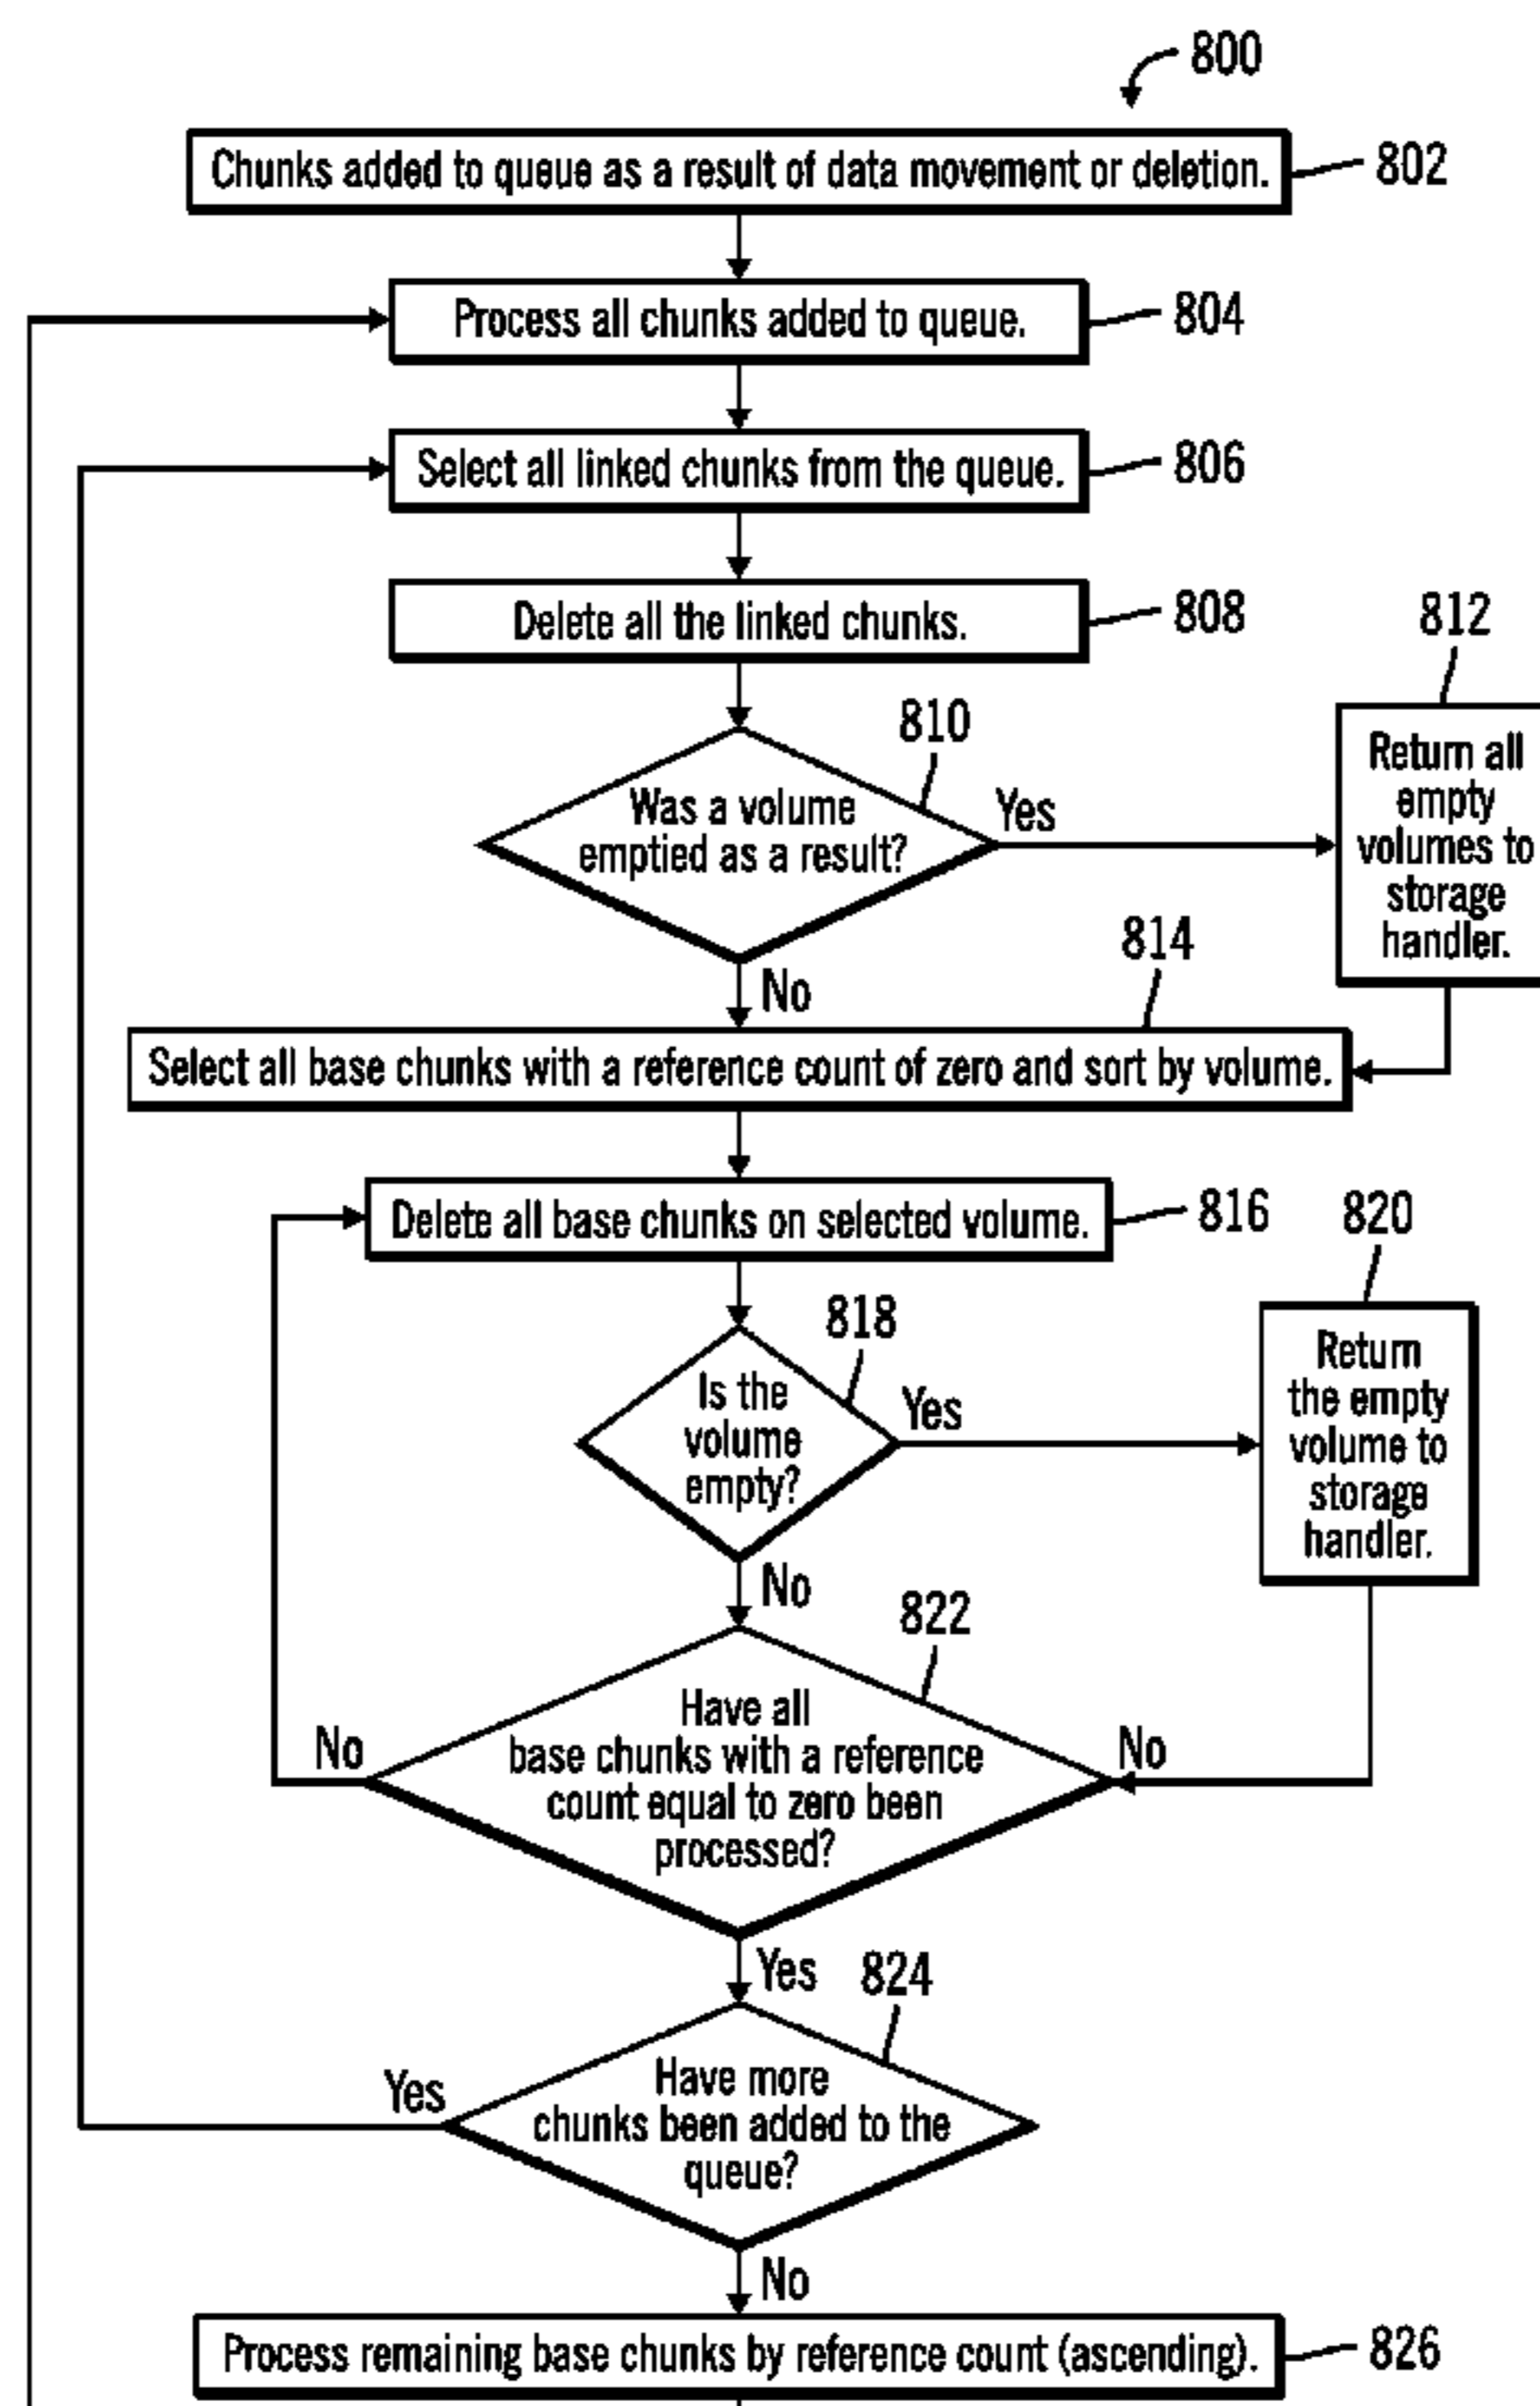 800
Chunks added to queue as a result of data movement or deletion.
802
Process all chunks added to queue.
804
Select all linked chunks from the queue.
806
Delete all the linked chunks.
808
810
Was a volume
emptied as a result?
Yes
No
812
Return all
empty
volumes to
storage
handler.
814
Select all base chunks with a reference count of zero and sort by volume.
Delete all base chunks on selected volume.
816
818
Is the
volume
empty?
Yes
No
820
Return
the empty
volume to
storage
handler.
822
Have all
base chunks with a reference
count equal to zero been
processed?
No
No
Yes
824
Have more
chunks been added to the
queue?
Yes
No
Process remaining base chunks by reference count (ascending).
826